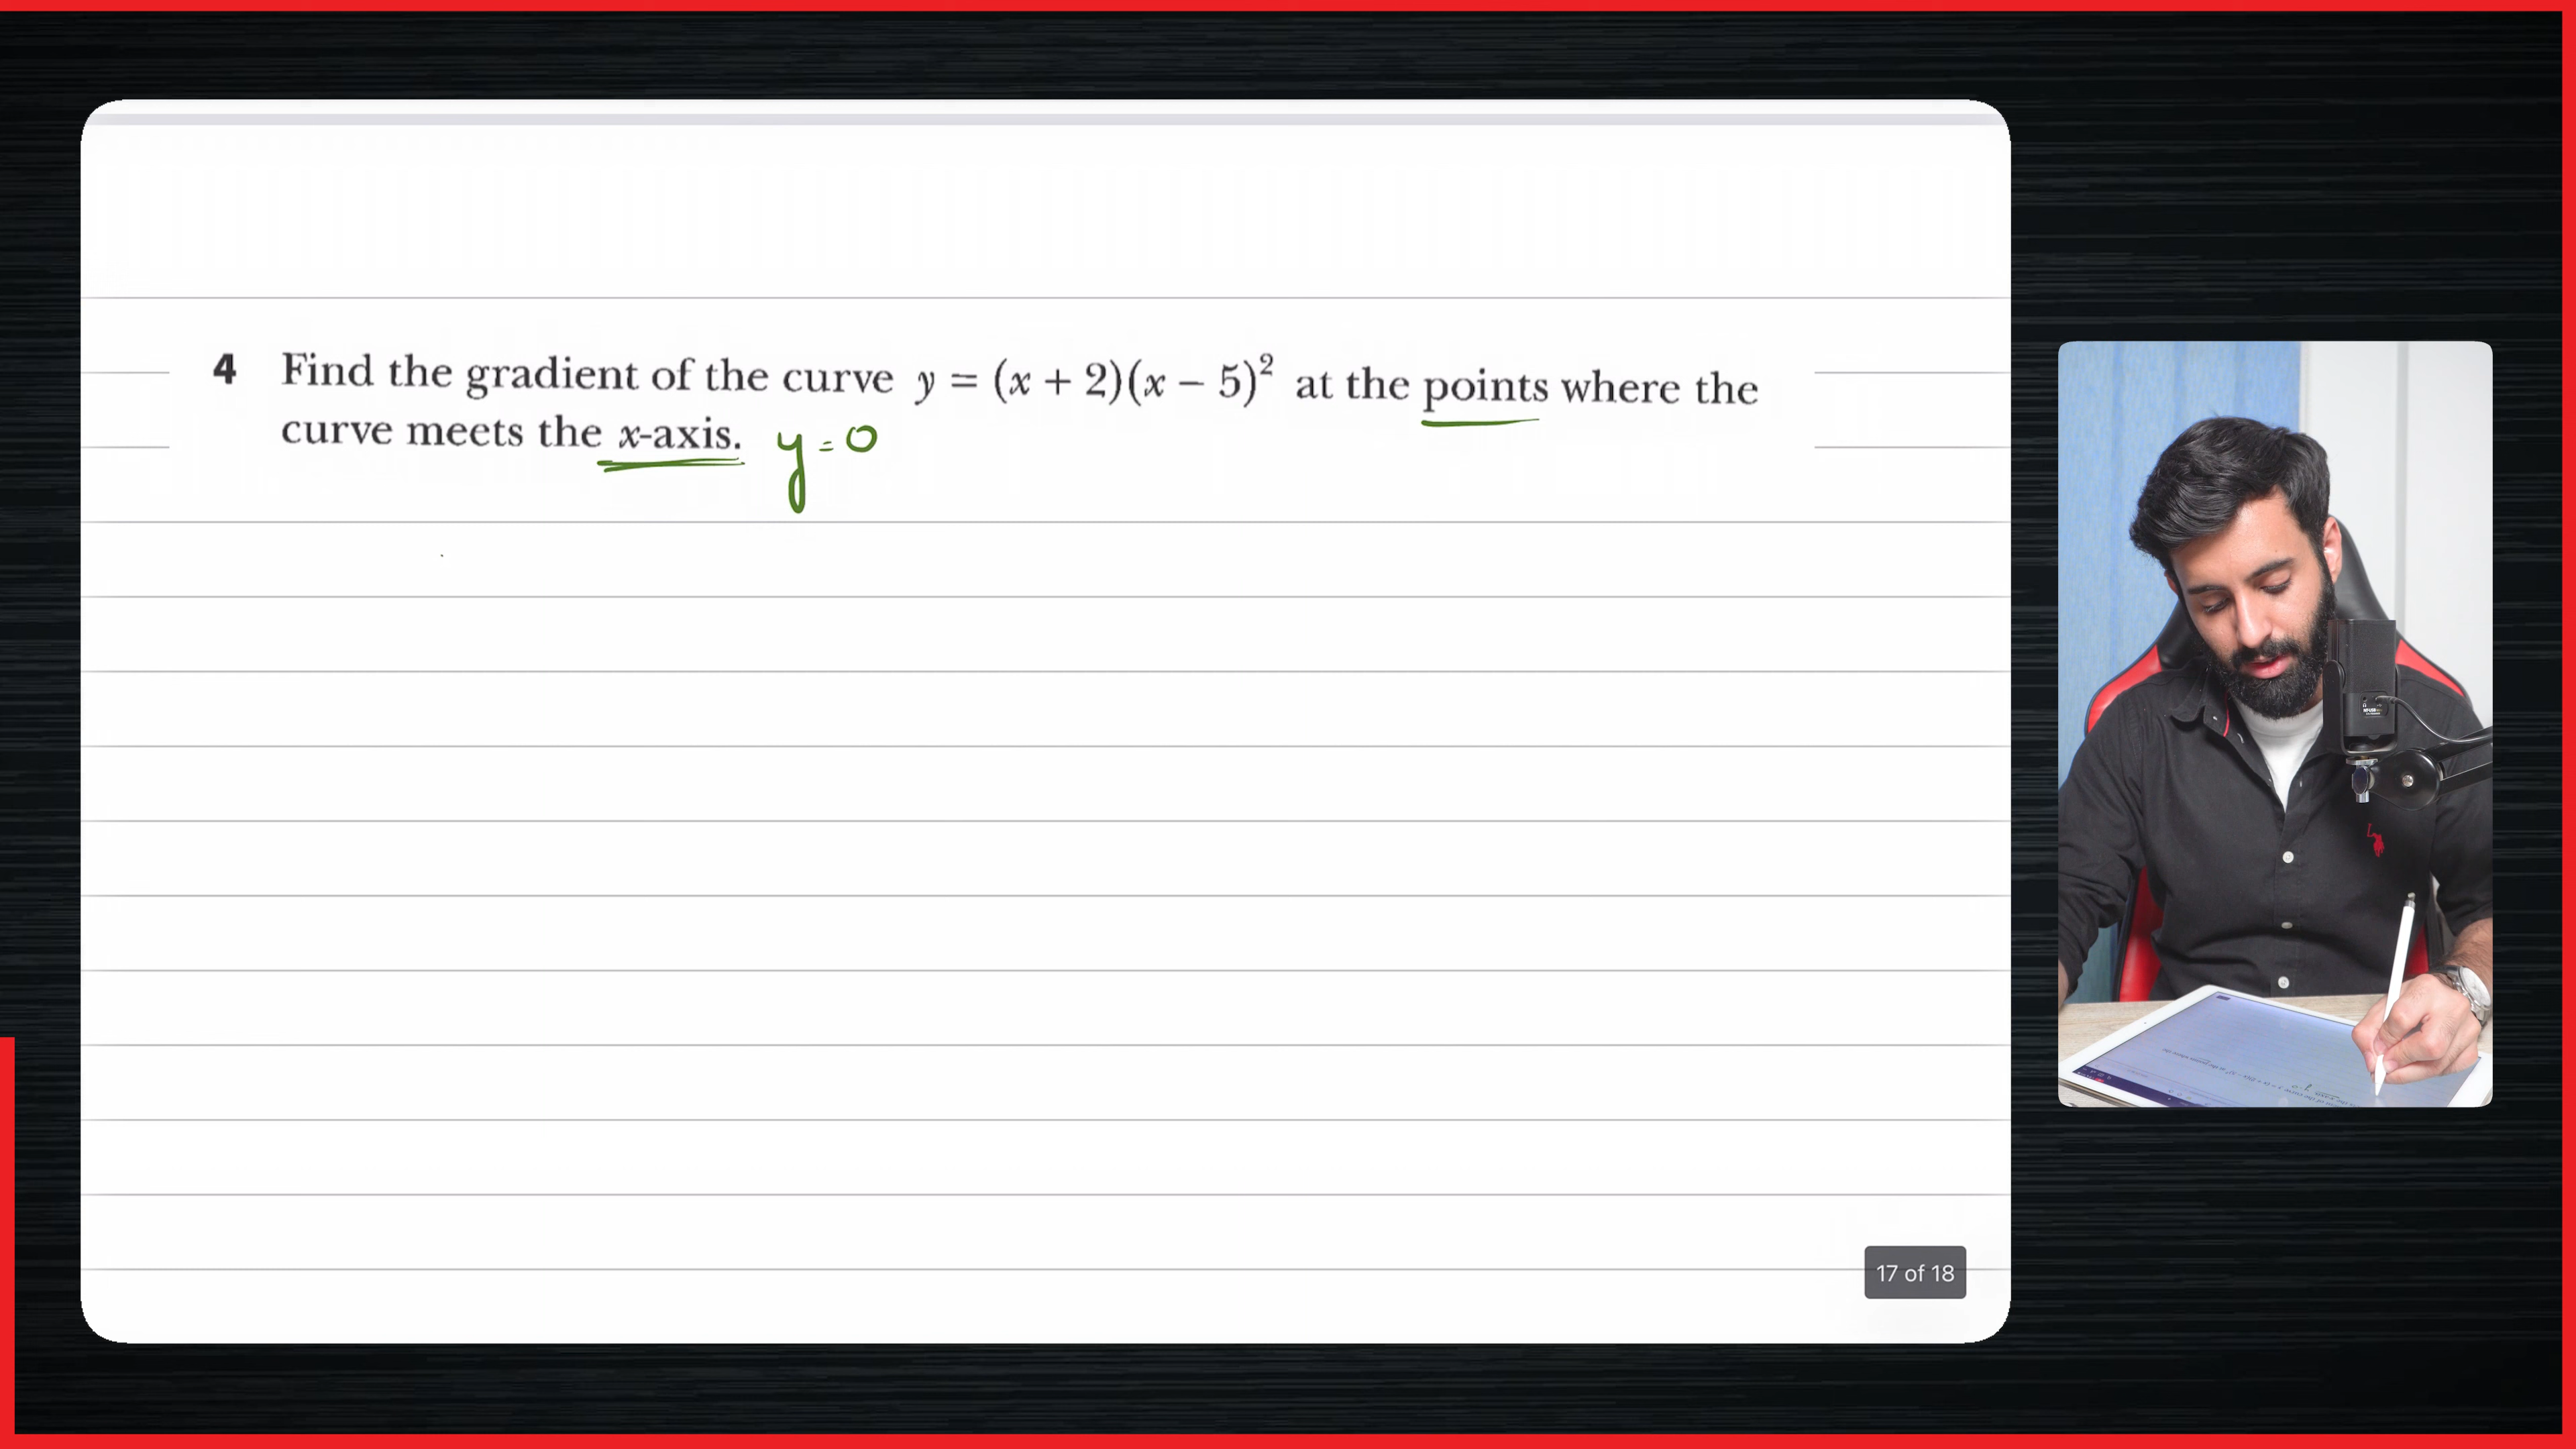 4 Find the gradient of the curve y = (x + 2)(x − 5)² at the points where the
curve meets the x-axis. y = 0
17 of 18